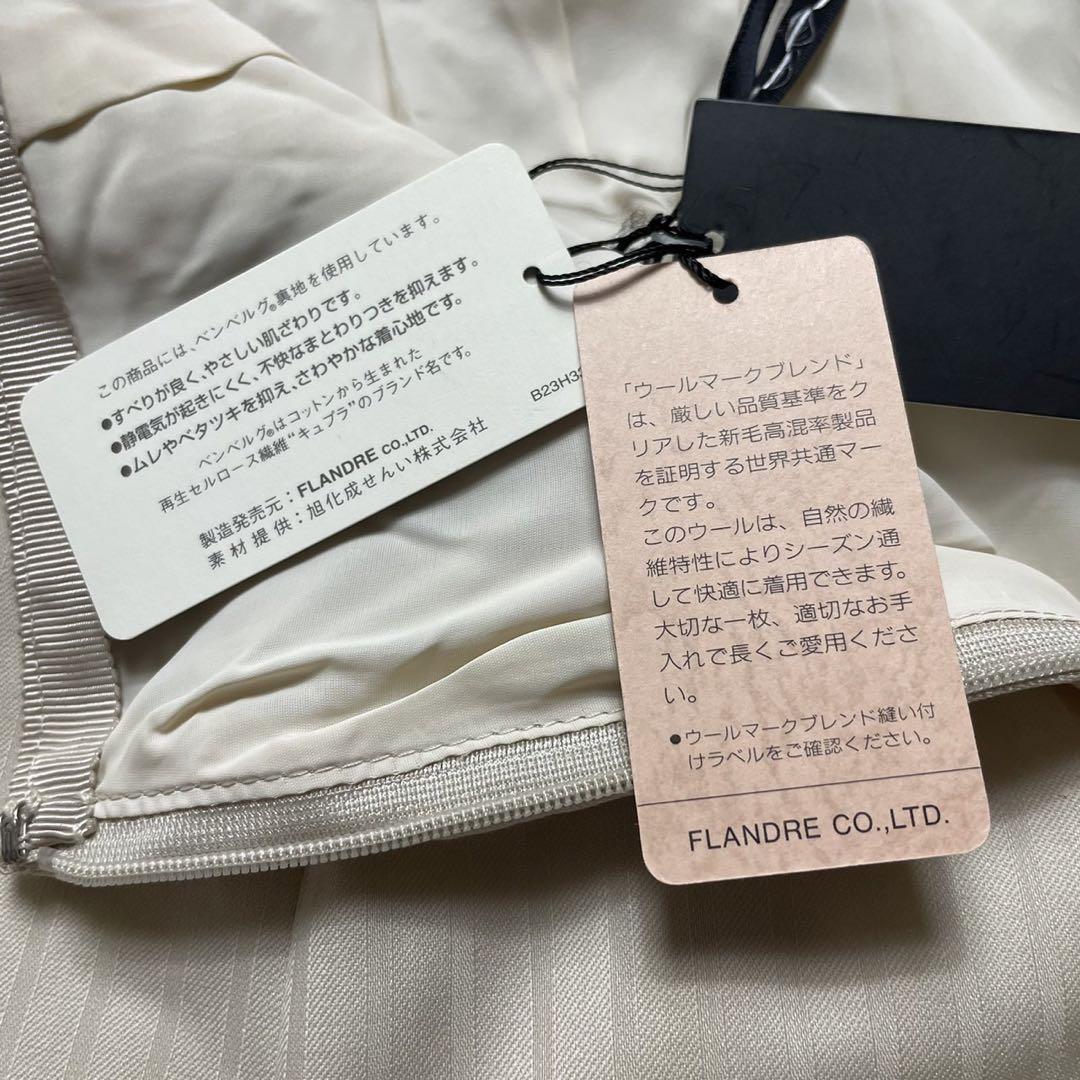 この商品には、ベンベルグ®裏地を使用しています。
●すべりが良く、やさしい肌ざわりです。
●静電気が起きにくく、不快なまとわりつきを抑えます。
●ムレやベタツキを抑え、さわやかな着心地です。
ベンベルグ®はコットンから生まれた
再生セルロース繊維“キュプラ”のブランド名です。
製造発売元：FLANDRE CO.,LTD.
素材提供：旭化成せんい株式会社
「ウールマークブレンド」
は、厳しい品質基準をク
リアした新毛高混率製品
を証明する世界共通マー
クです。
このウールは、自然の繊
維特性によりシーズン通
して快適に着用できます。
大切な一枚、適切なお手
入れで長くご愛用くださ
い。
●ウールマークブレンド縫い付
けラベルをご確認ください。
FLANDRE CO.,LTD.